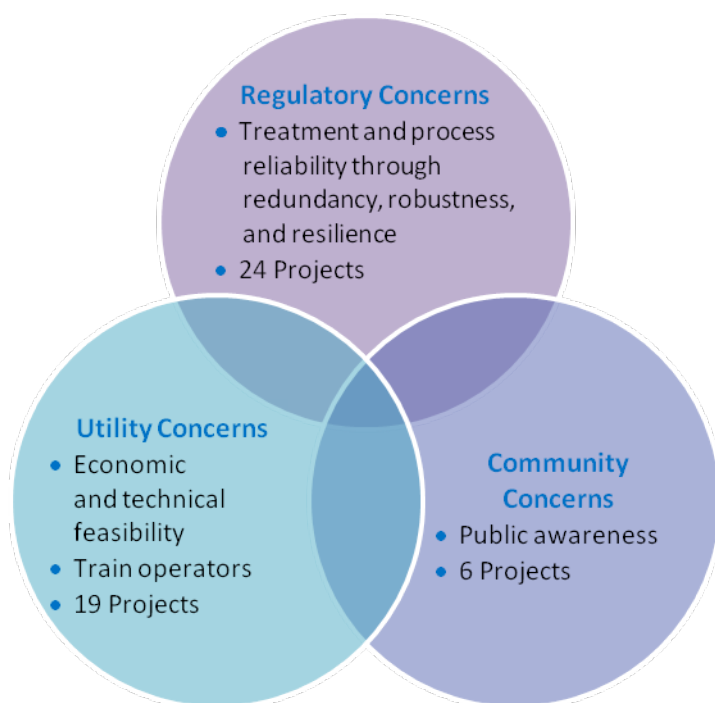 Regulatory Concerns
• Treatment and process
reliability through
redundancy, robustness,
and resilience
• 24 Projects
Utility Concerns
• Economic
and technical
feasibility
• Train operators
• 19 Projects
Community
Concerns
• Public awareness
• 6 Projects